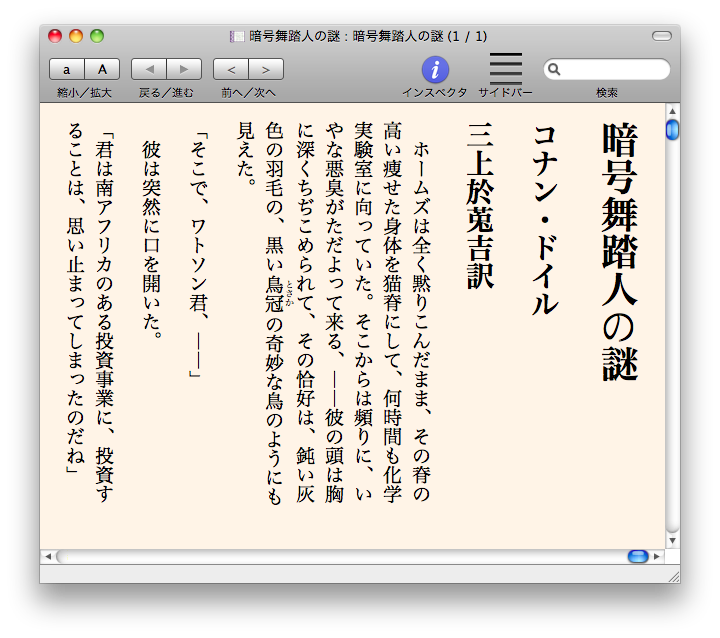 暗号舞踏人の謎：暗号舞踏人の謎 (1 / 1)
a A
縮小／拡大
戻る／進む
< >
前へ／次へ
インスペクタ
サイドバー
検索
暗号舞踏人の謎
コナン・ドイル
三上於菟吉訳
ホームズは全く黙りこんだまま、その脊の
高い痩せた身体を猫脊にして、何時間も化学
実験室に向っていた。そこからは頻りに、い
やな悪臭がただよって来る、――彼の頭は胸
に深くちぢこめられて、その恰好は、鈍い灰
色の羽毛の、黒い鳥冠の奇妙な鳥のようにも
とさか
見えた。
「そこで、ワトソン君、――」
彼は突然に口を開いた。
「君は南アフリカのある投資事業に、投資す
ることは、思い止まってしまったのだね」